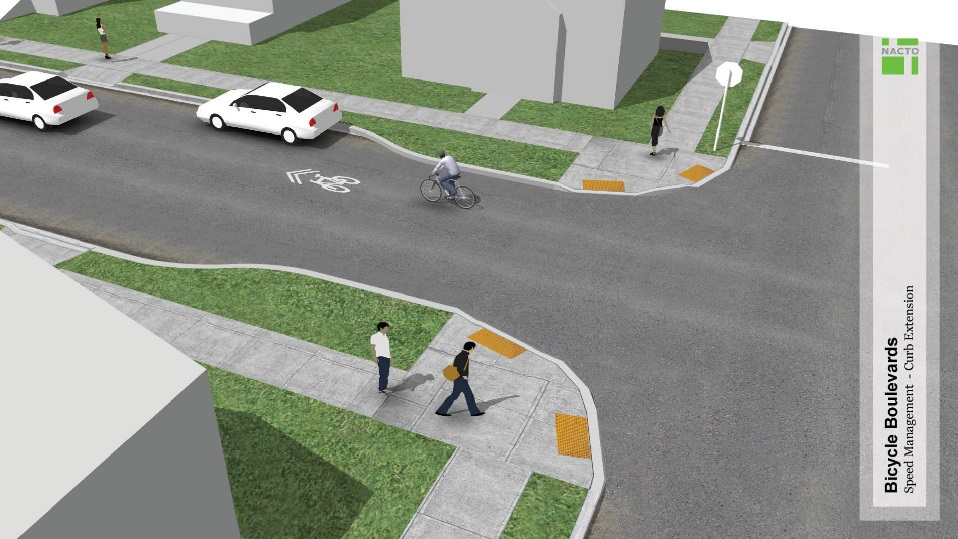 NACTO
Bicycle Boulevards
Speed Management - Curb Extension